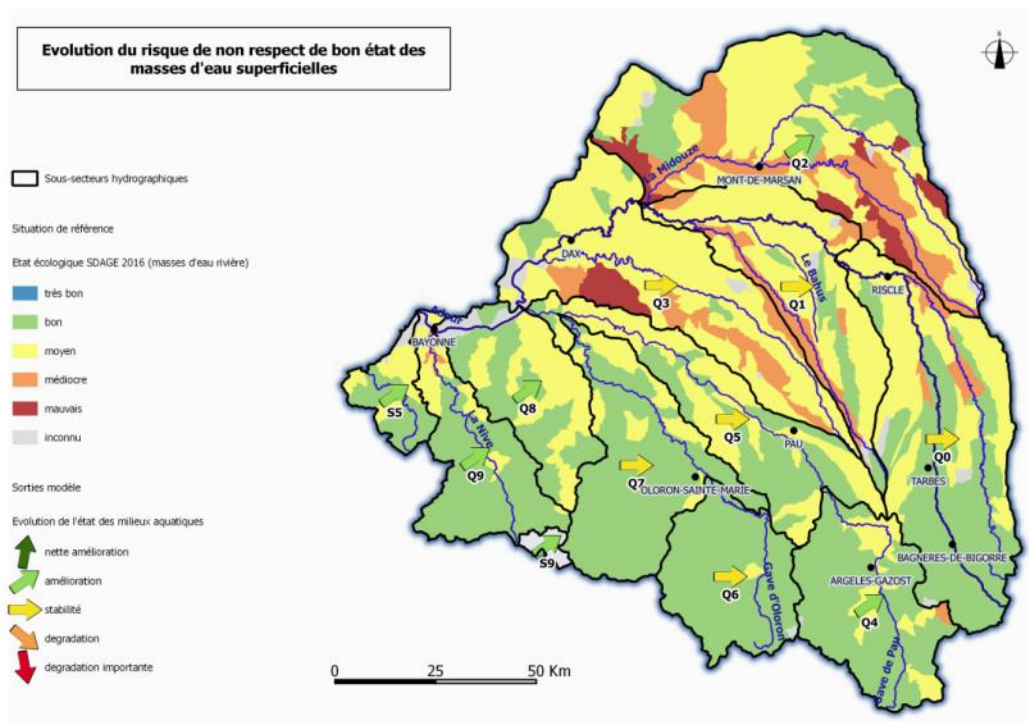 Evolution du risque de non respect de bon état des
masses d'eau superficielles
N
Sous-secteurs hydrographiques
Situation de référence
Etat écologique SDAGE 2016 (masses d'eau rivière)
très bon
bon
moyen
médiocre
mauvais
inconnu
Sorties modèle
Evolution de l'état des milieux aquatiques
nette amélioration
amélioration
stabilité
degradation
degradation importante
La Midouze
Q2
MONT-DE-MARSAN
DAX
Le Bahus
RISCLE
Q3
Q1
Adour
BAYONNE
S5
Q8
La Nive
Q5
PAU
Q0
Q9
Q7
OLORON-SAINTE-MARIE
TARBES
S9
BAGNERES-DE-BIGORRE
ARGELES-GAZOST
Q6
Gave d'Oloron
Q4
Gave de Pau
0 25 50 Km